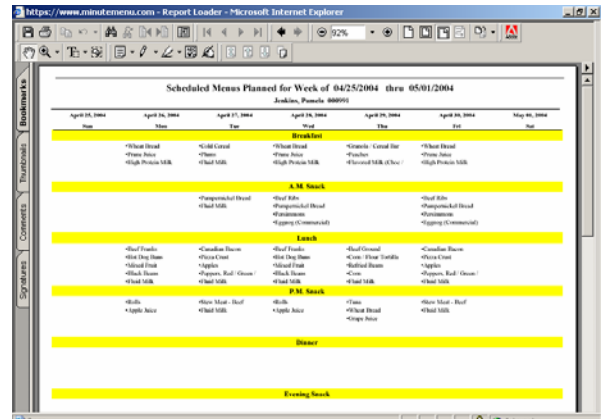 https://www.minutemenu.com - Report Loader - Microsoft Internet Explorer
92%
Bookmarks
Thumbnails
Comments
Signatures
Scheduled Menus Planned for Week of 04/25/2004 thru 05/01/2004
Jenkins, Pamela 000991
April 25, 2004 April 26, 2004 April 27, 2004 April 28, 2004 April 29, 2004 April 30, 2004 May 01, 2004
Sun Mon Tue Wed Thu Fri Sat
Breakfast
•Wheat Bread •Cold Cereal •Wheat Bread •Granola / Cereal Bar •Wheat Bread
•Prune Juice •Plums •Prune Juice •Peaches •Prune Juice
•High Protein Milk •Fluid Milk •High Protein Milk •Flavored Milk (Choc / •High Protein Milk
A.M. Snack
•Pumpernickel Bread •Beef Ribs •Beef Ribs
•Fluid Milk •Pumpernickel Bread •Pumpernickel Bread
•Persimmons •Persimmons
•Eggnog (Commercial) •Eggnog (Commercial)
Lunch
•Beef Franks •Canadian Bacon •Beef Franks •Beef Ground •Canadian Bacon
•Hot Dog Buns •Pizza Crust •Hot Dog Buns •Corn / Flour Tortilla •Pizza Crust
•Mixed Fruit •Apples •Mixed Fruit •Refried Beans •Apples
•Black Beans •Peppers, Red / Green / •Black Beans •Corn •Peppers, Red / Green /
•Fluid Milk •Fluid Milk •Fluid Milk •Fluid Milk •Fluid Milk
P.M. Snack
•Rolls •Stew Meat - Beef •Rolls •Tuna •Stew Meat - Beef
•Apple Juice •Fluid Milk •Apple Juice •Wheat Bread •Fluid Milk
•Grape Juice
Dinner
Evening Snack